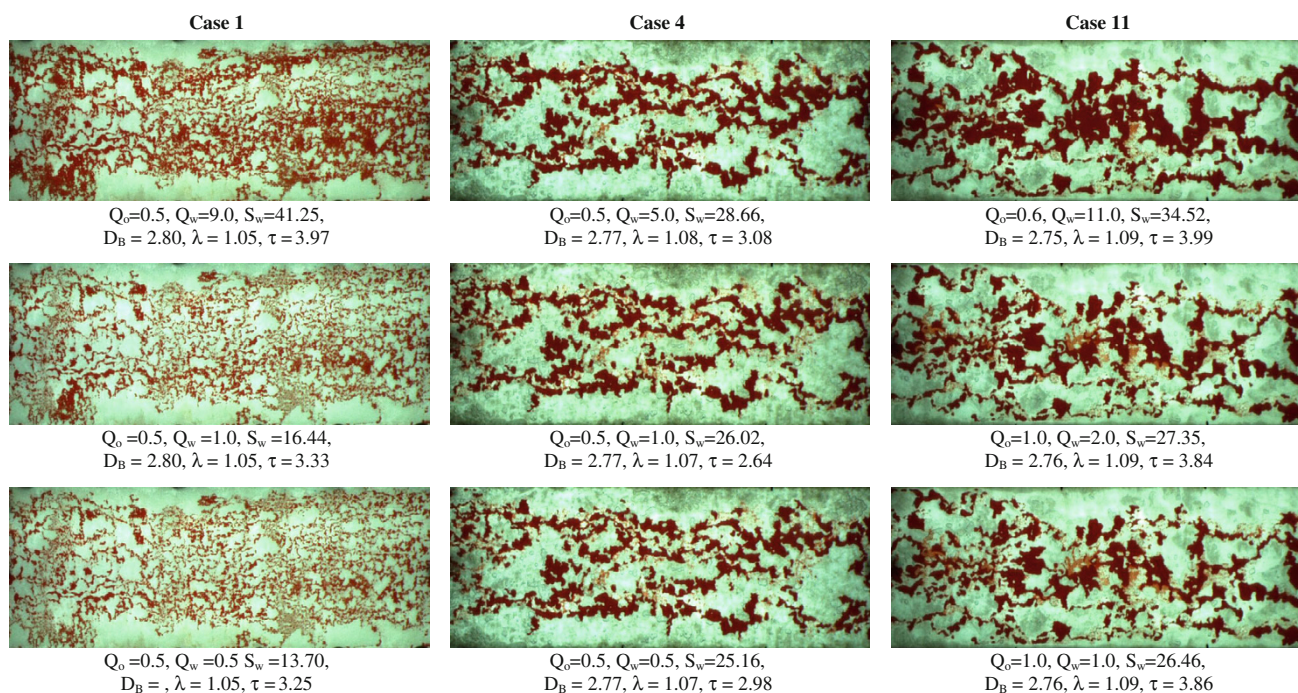 Case 1
Case 4
Case 11
Qo=0.5, Qw=9.0, Sw=41.25,
DB = 2.80, λ = 1.05, τ = 3.97
Qo=0.5, Qw=5.0, Sw=28.66,
DB = 2.77, λ = 1.08, τ = 3.08
Qo=0.6, Qw=11.0, Sw=34.52,
DB = 2.75, λ = 1.09, τ = 3.99
Qo =0.5, Qw =1.0, Sw =16.44,
DB = 2.80, λ = 1.05, τ = 3.33
Qo=0.5, Qw=1.0, Sw=26.02,
DB = 2.77, λ = 1.07, τ = 2.64
Qo=1.0, Qw=2.0, Sw=27.35,
DB = 2.76, λ = 1.09, τ = 3.84
Qo =0.5, Qw =0.5 Sw =13.70,
DB = , λ = 1.05, τ = 3.25
Qo=0.5, Qw=0.5, Sw=25.16,
DB = 2.77, λ = 1.07, τ = 2.98
Qo=1.0, Qw=1.0, Sw=26.46,
DB = 2.76, λ = 1.09, τ = 3.86